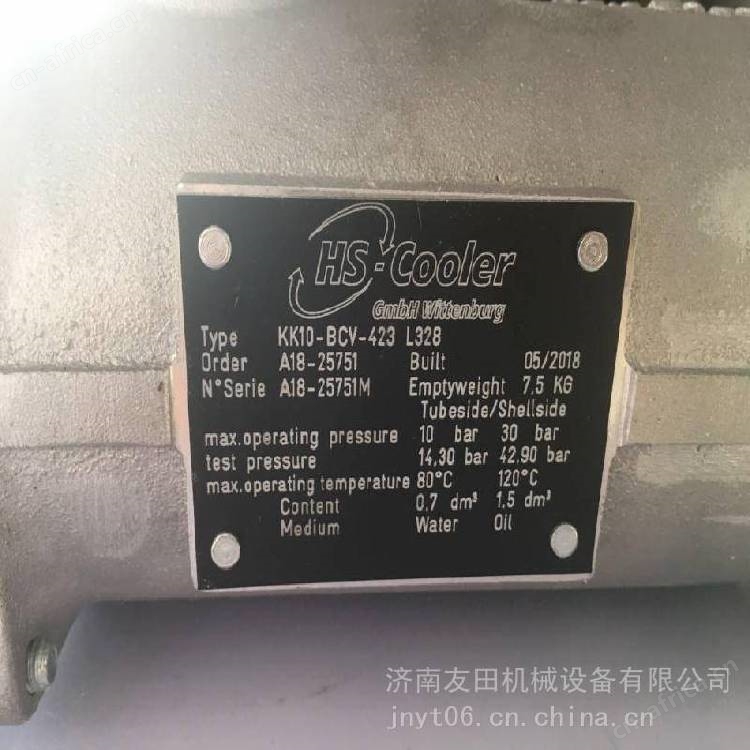 HS-Cooler
GmbH Wittenburg
Type KK10-BCV-423 L328
Order A18-25751 Built 05/2018
N°Serie A18-25751M Emptyweight 7.5 KG
Tubeside/Shellside
max.operating pressure 10 bar 30 bar
test pressure 14,30 bar 42,90 bar
max.operating temperature 80°C 120°C
Content 0.7 dm³ 1.5 dm³
Medium Water Oil
济南友田机械设备有限公司
jnyt06.cn.china.cn